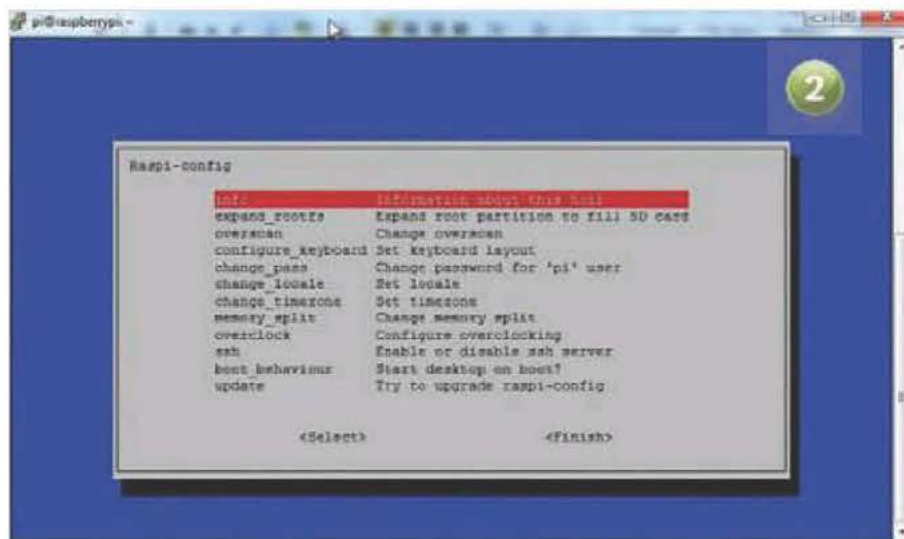 pi@raspberrypi: ~
2
Raspi-config
info Information about this tool
expand_rootfs Expand root partition to fill SD card
overscan Change overscan
configure_keyboard Set keyboard layout
change_pass Change password for 'pi' user
change_locale Set locale
change_timezone Set timezone
memory_split Change memory split
overclock Configure overclocking
ssh Enable or disable ssh server
boot_behaviour Start desktop on boot?
update Try to upgrade raspi-config
<Select> <Finish>